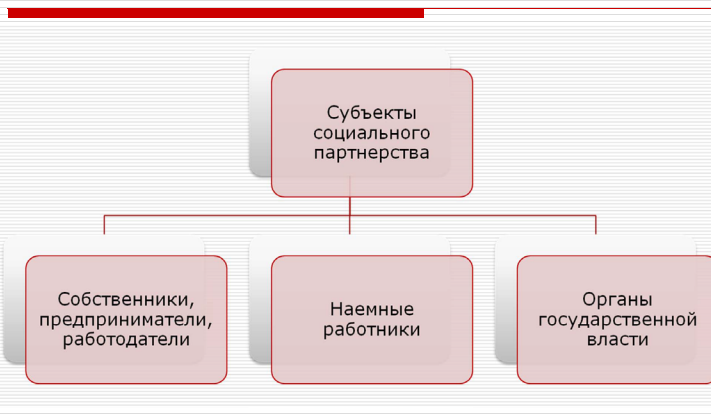 Субъекты
социального
партнерства
Собственники,
предприниматели,
работодатели
Наемные
работники
Органы
государственной
власти